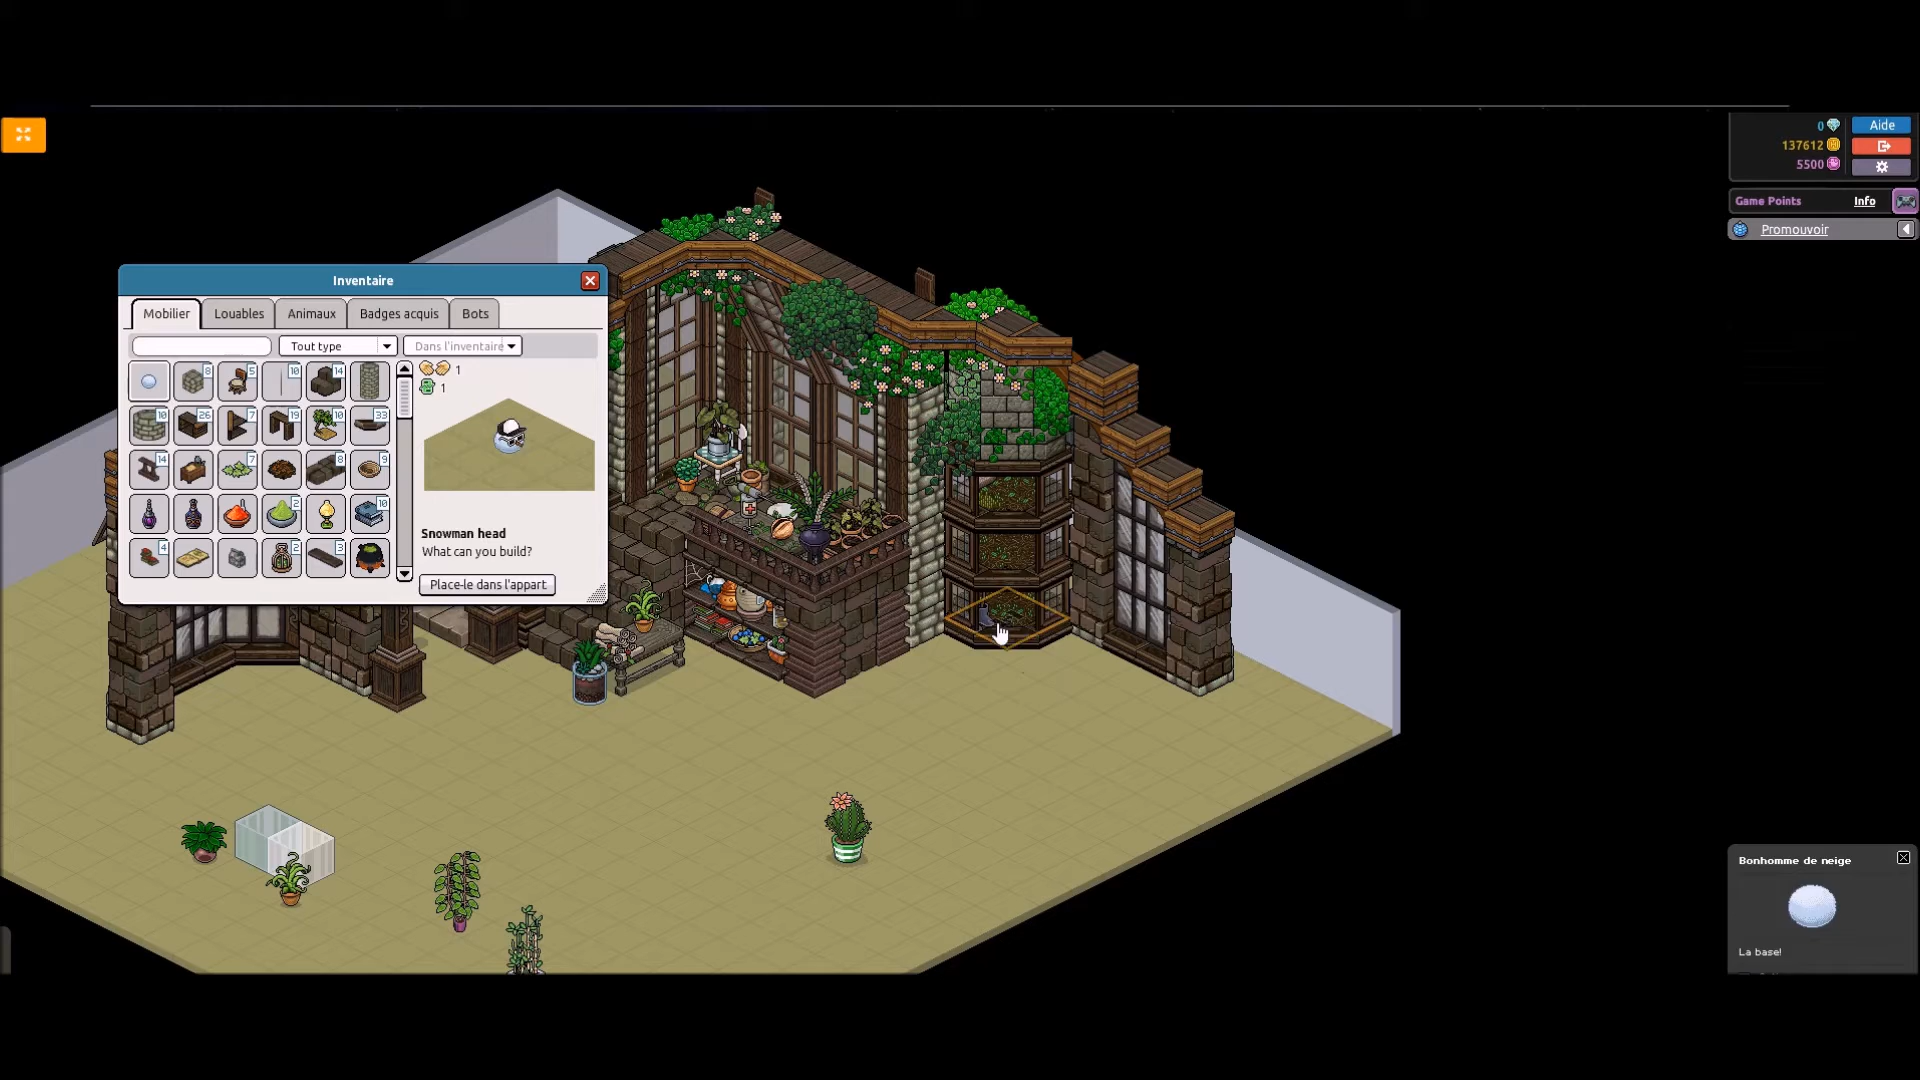 0
Aide
137612
5500
Game Points Info
Promouvoir
Inventaire
Mobilier Louables Animaux Badges acquis Bots
Tout type Dans l'inventaire
8 5 10 14
10 26 7 19 10 33
14 7 8 9
2 10
4 2 3
1
1
Snowman head
What can you build?
Place-le dans l'appart
Bonhomme de neige
La base!